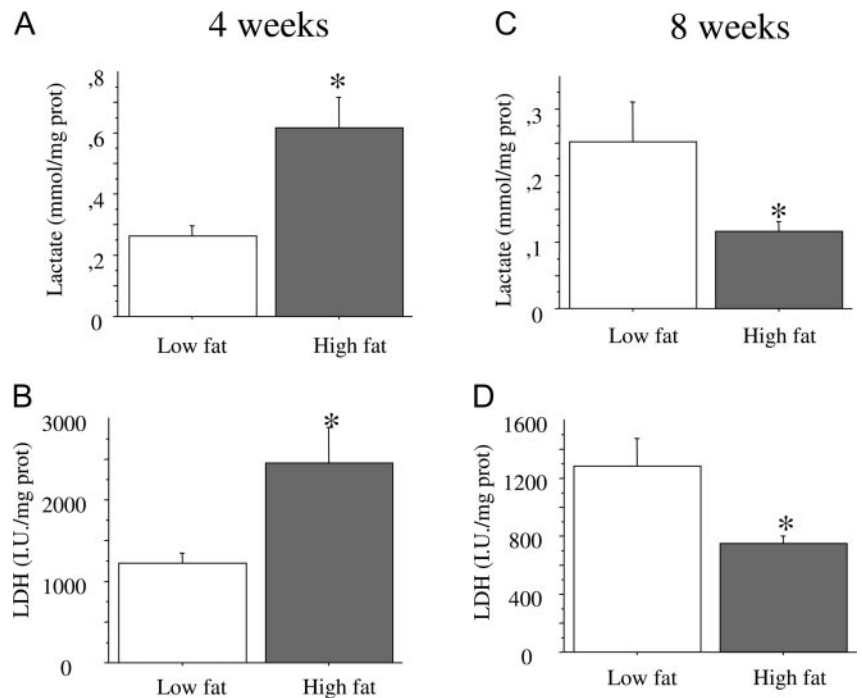 A
4 weeks
Lactate (mmol/mg prot)
,8
,6
,4
,2
0
*
Low fat
High fat
C
8 weeks
Lactate (mmol/mg prot)
,3
,2
,1
0
*
Low fat
High fat
B
LDH (I.U./mg prot)
3000
2000
1000
0
*
Low fat
High fat
D
LDH (I.U./mg prot)
1600
1200
800
400
0
*
Low fat
High fat